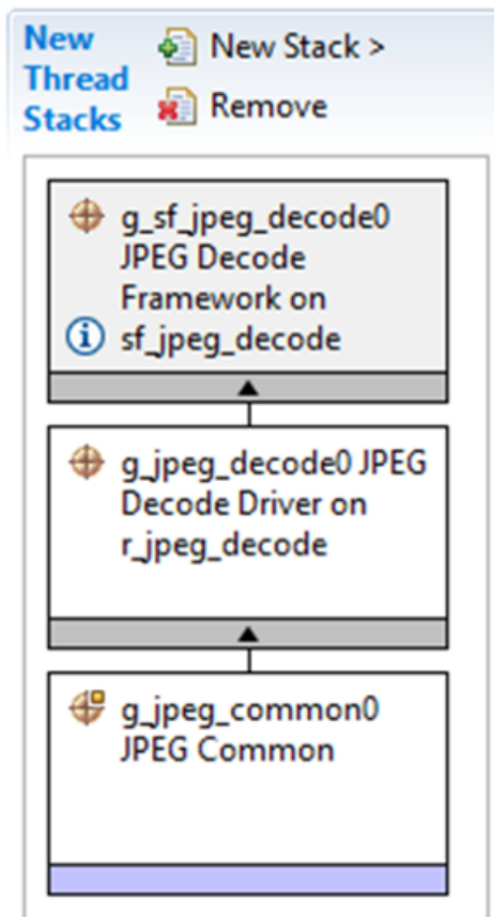 New
Thread
Stacks
New Stack >
Remove
g_sf_jpeg_decode0
JPEG Decode
Framework on
sf_jpeg_decode
g_jpeg_decode0 JPEG
Decode Driver on
r_jpeg_decode
g_jpeg_common0
JPEG Common